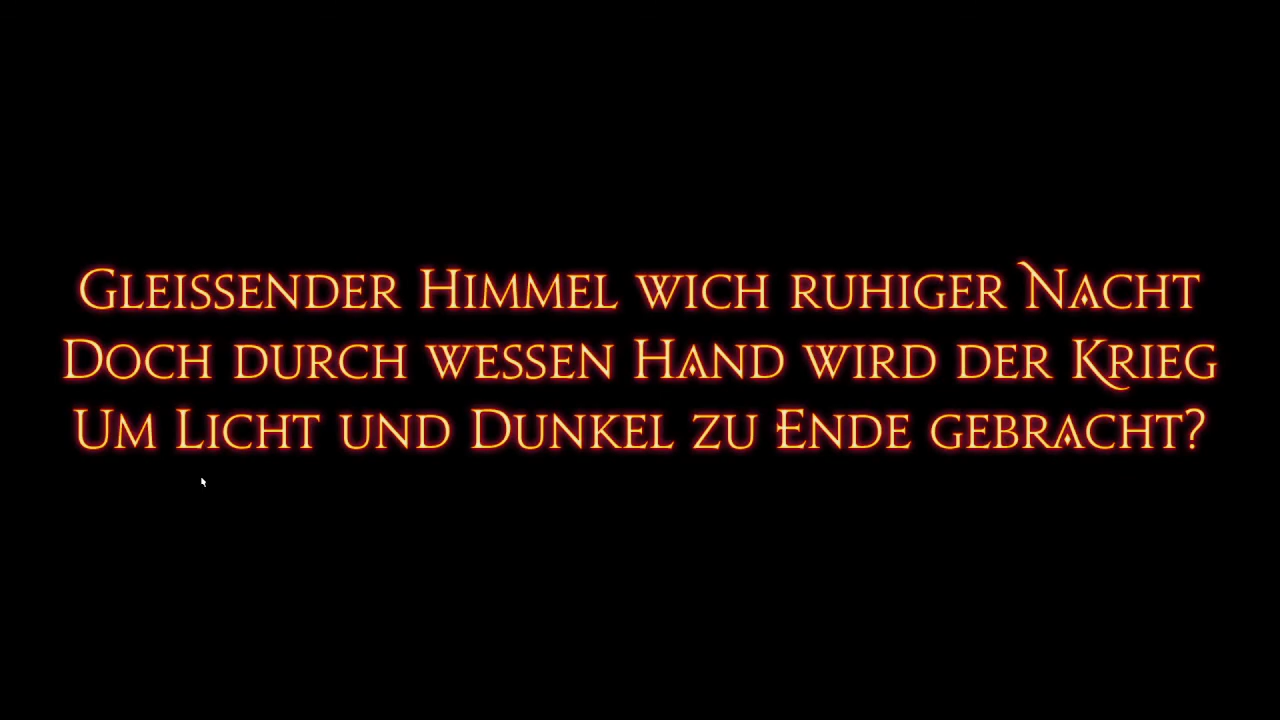 Gleissender Himmel wich ruhiger Nacht
Doch durch wessen Hand wird der Krieg
Um Licht und Dunkel zu Ende gebracht?